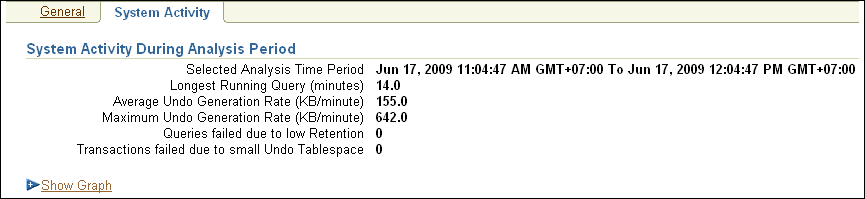 General System Activity
System Activity During Analysis Period
Selected Analysis Time Period Jun 17, 2009 11:04:47 AM GMT+07:00 To Jun 17, 2009 12:04:47 PM GMT+07:00
Longest Running Query (minutes) 14.0
Average Undo Generation Rate (KB/minute) 155.0
Maximum Undo Generation Rate (KB/minute) 642.0
Queries failed due to low Retention 0
Transactions failed due to small Undo Tablespace 0
Show Graph